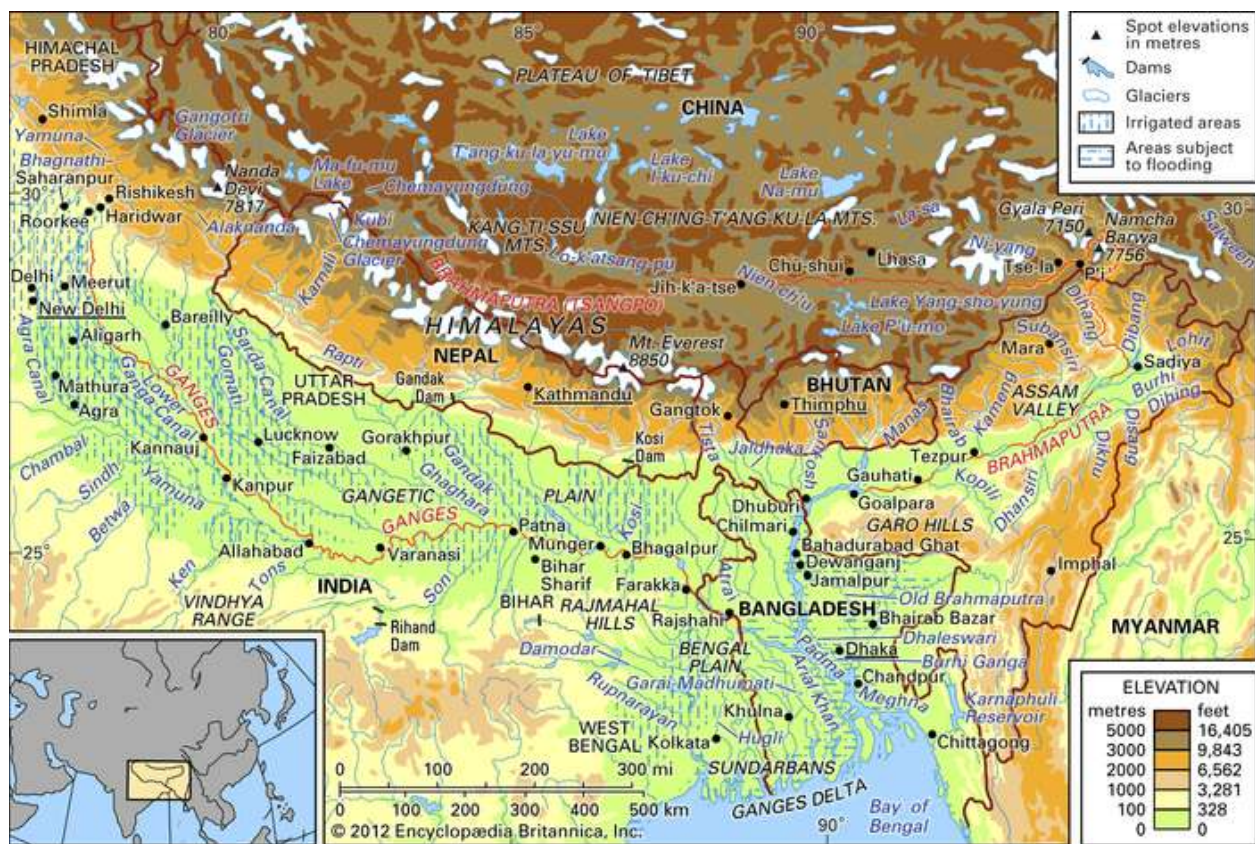 80°
85°
90°
HIMACHAL
PRADESH
Shimla
Yamuna
Bhagnathi-
Saharanpur
Roorkee
Rishikesh
Haridwar
Gangotri
Glacier
Nanda
Devi
7817
Alaknanda
30°
Ma-fu-mu
Lake
Chemayungdung
Kubi
Chemayungdung
Glacier
PLATEAU OF TIBET
CHINA
Lake
T'ang-ku-la-yu-mu
Lake
I-ku-chi
Lake
Na-mu
KANG-TI-SSU
MTS.
NIEN CH'ING-T'ANG-KU-LA-MTS.
Lo-k'atsang-pu
La-sa
Gyala Peri
7150
Namcha
Barwa
7756
30
Salween
Ni-yang
Tse-la
P'i
Chü-shui
Lhasa
Jih-k'a-tse
Nien-ch'u
Lake Yang-sho-yung
Lake P'u-mo
BRAHMAPUTRA (TSANGPO)
HIMALAYAS
Mt. Everest
8850
Karnali
Rapti
NEPAL
Gandak
Dam
Kathmandu
Kosi
Dam
Gangtok
Tista
BHUTAN
Thimphu
Jaldhaka
Sankosh
Manas
Bhairab
Kameng
Subansiri
Mara
Dihang
Dibang
Lohit
Sadiya
Burhi
Dihing
Disang
Dikhu
ASSAM
VALLEY
BRAHMAPUTRA
Tezpur
Kopili
Dhansiri
Gauhati
Goalpara
GARO HILLS
Dhuburi
Chilmari
Bahadurabad Ghat
Dewanganj
Jamalpur
Imphal
25°
Delhi
New Delhi
Meerut
Aligarh
Bareilly
Agra Canal
Mathura
Agra
GANGES
Lower
Ganga Canal
Gomati
Sarda Canal
UTTAR
PRADESH
Kannauj
Lucknow
Faizabad
Gorakhpur
Kanpur
GANGETIC
PLAIN
Gandak
Ghaghara
Kosi
Chambal
Sindh
Yamuna
Betwa
Ken
Tons
25°
Allahabad
GANGES
Varanasi
Patna
Munger
Bhagalpur
Bihar
Sharif
Farakka
Son
INDIA
VINDHYA
RANGE
Rihand
Dam
BIHAR
RAJMAHAL
HILLS
Rajshahi
Atrai
BANGLADESH
Old Brahmaputra
Bhairab Bazar
Dhaleswari
Dhaka
Burhi Ganga
Chandpur
Padma
Arial Khan
Meghna
MYANMAR
Karnaphuli
Reservoir
Chittagong
Damodar
BENGAL
PLAIN
Garai-Madhumati
Rupnarayan
Khulna
WEST
BENGAL
Kolkata
Hugli
SUNDARBANS
GANGES DELTA
Bay of
Bengal
90°
Spot elevations
in metres
Dams
Glaciers
Irrigated areas
Areas subject
to flooding
0 100 200 300 mi
0 100 200 300 400 500 km
© 2012 Encyclopædia Britannica, Inc.
ELEVATION
metres feet
5000 16,405
3000 9,843
2000 6,562
1000 3,281
100 328
0 0